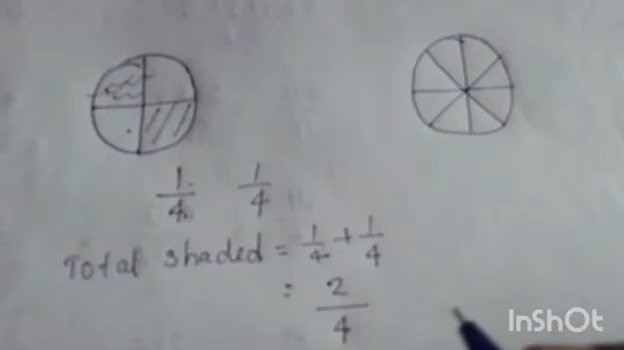 1/4 1/4
Total shaded = 1/4 + 1/4
= 2/4
InShOt